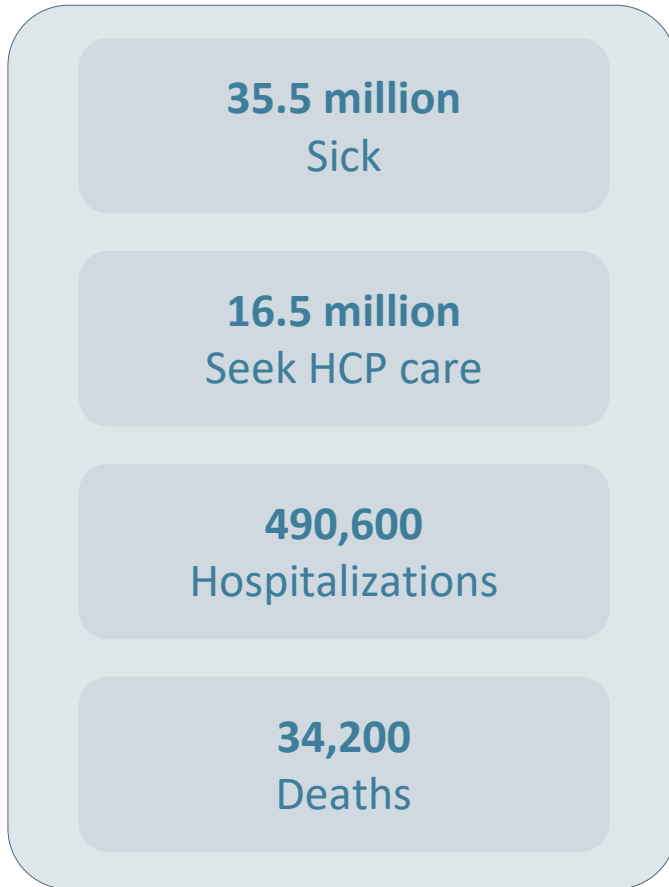 35.5 million
Sick
16.5 million
Seek HCP care
490,600
Hospitalizations
34,200
Deaths